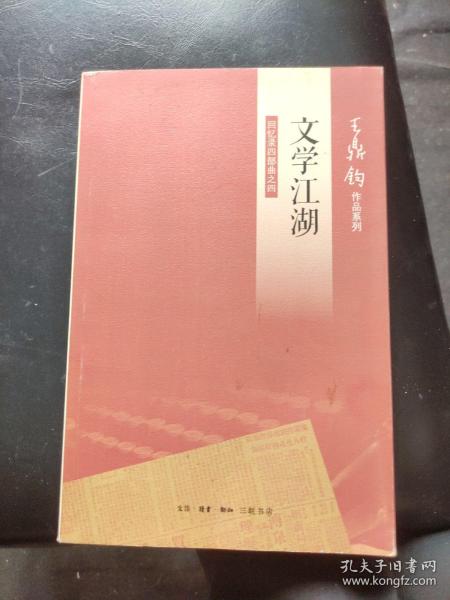 王鼎钧
作品系列
文学江湖
回忆录四部曲之四
生活·读书·新知 三联书店
孔夫子旧书网
www.kongfz.com